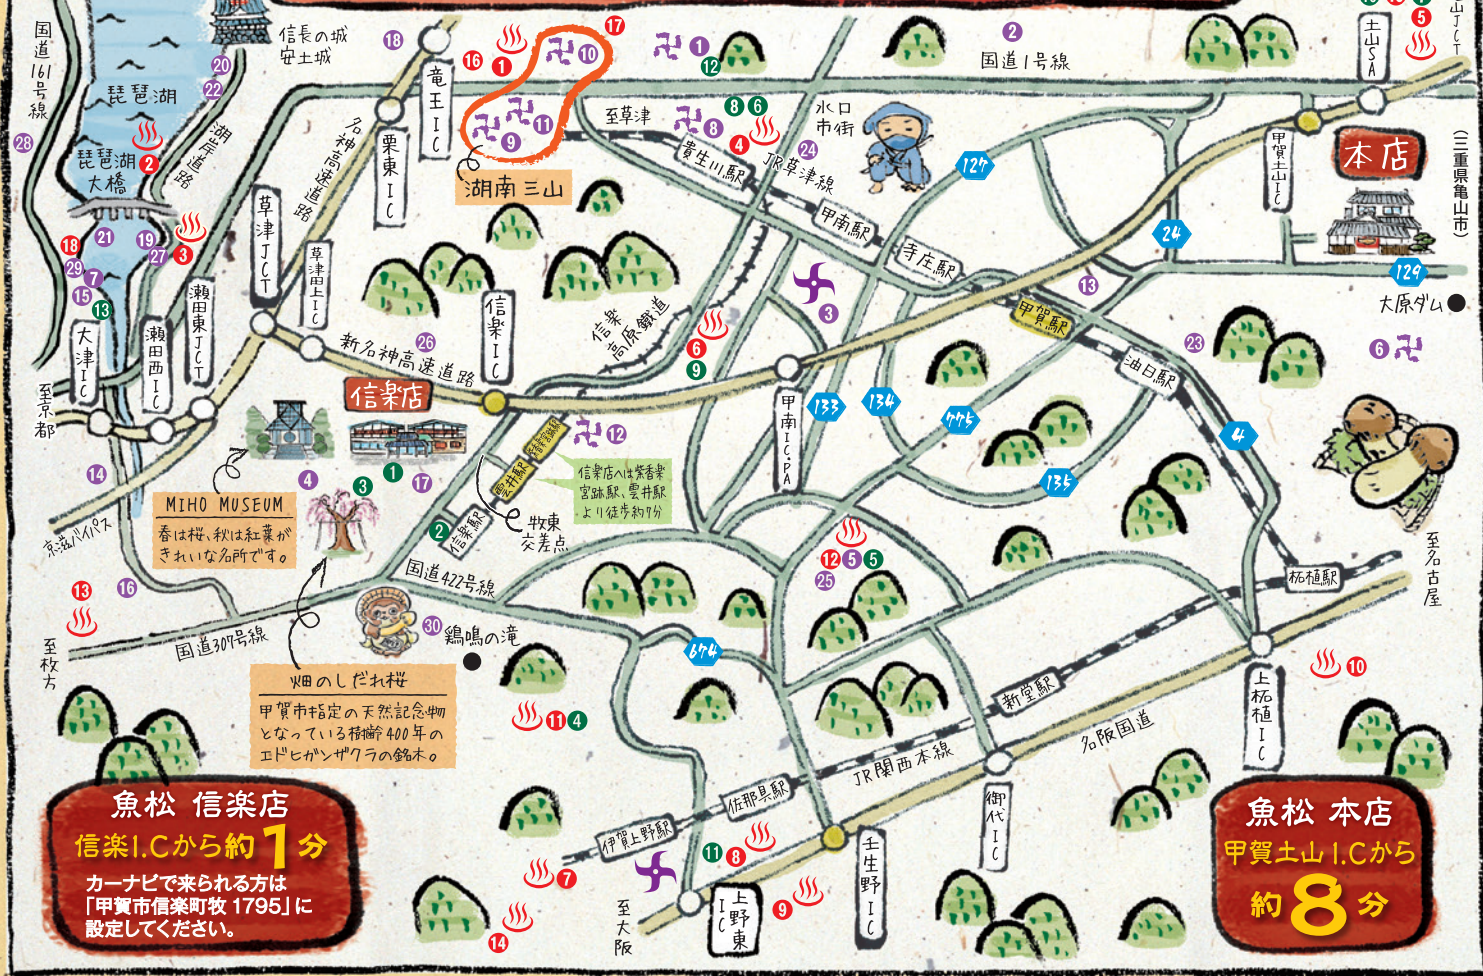 国道161号線
琵琶湖
琵琶湖
大橋
湖岸道路
信長の城
安土城
竜王IC
栗東IC
名神高速道路
湖南三山
至草津
国道1号線
水口
市街
貴生川駅
JR草津線
甲南駅
寺庄駅
甲賀駅
油日駅
柘植駅
土山SA
甲賀土山IC
本店
(三重県亀山市)
大原ダム
草津JCT
草津田上IC
瀬田東JCT
瀬田西IC
大津IC
至京都
新名神高速道路
信楽IC
信楽
高原鐵道
信楽店
雲井駅
信楽駅
牧東
交差点
信楽店へは紫香楽
宮跡駅、雲井駅
より徒歩約7分
甲南IC.PA
MIHO MUSEUM
春は桜、秋は紅葉が
きれいな名所です。
京滋バイパス
国道422号線
国道307号線
至枚方
鶏鳴の滝
畑のしだれ桜
甲賀市指定の天然記念物
となっている樹齢400年の
エドヒガンザクラの銘木。
127
24
129
133
134
775
135
4
674
至名古屋
上柘植IC
新堂駅
名阪国道
JR関西本線
佐那具駅
伊賀上野駅
御代IC
壬生野IC
上野東IC
至大阪
魚松 信楽店
信楽I.Cから約1分
カーナビで来られる方は
「甲賀市信楽町牧 1795」に
設定してください。
魚松 本店
甲賀土山I.Cから
約8分